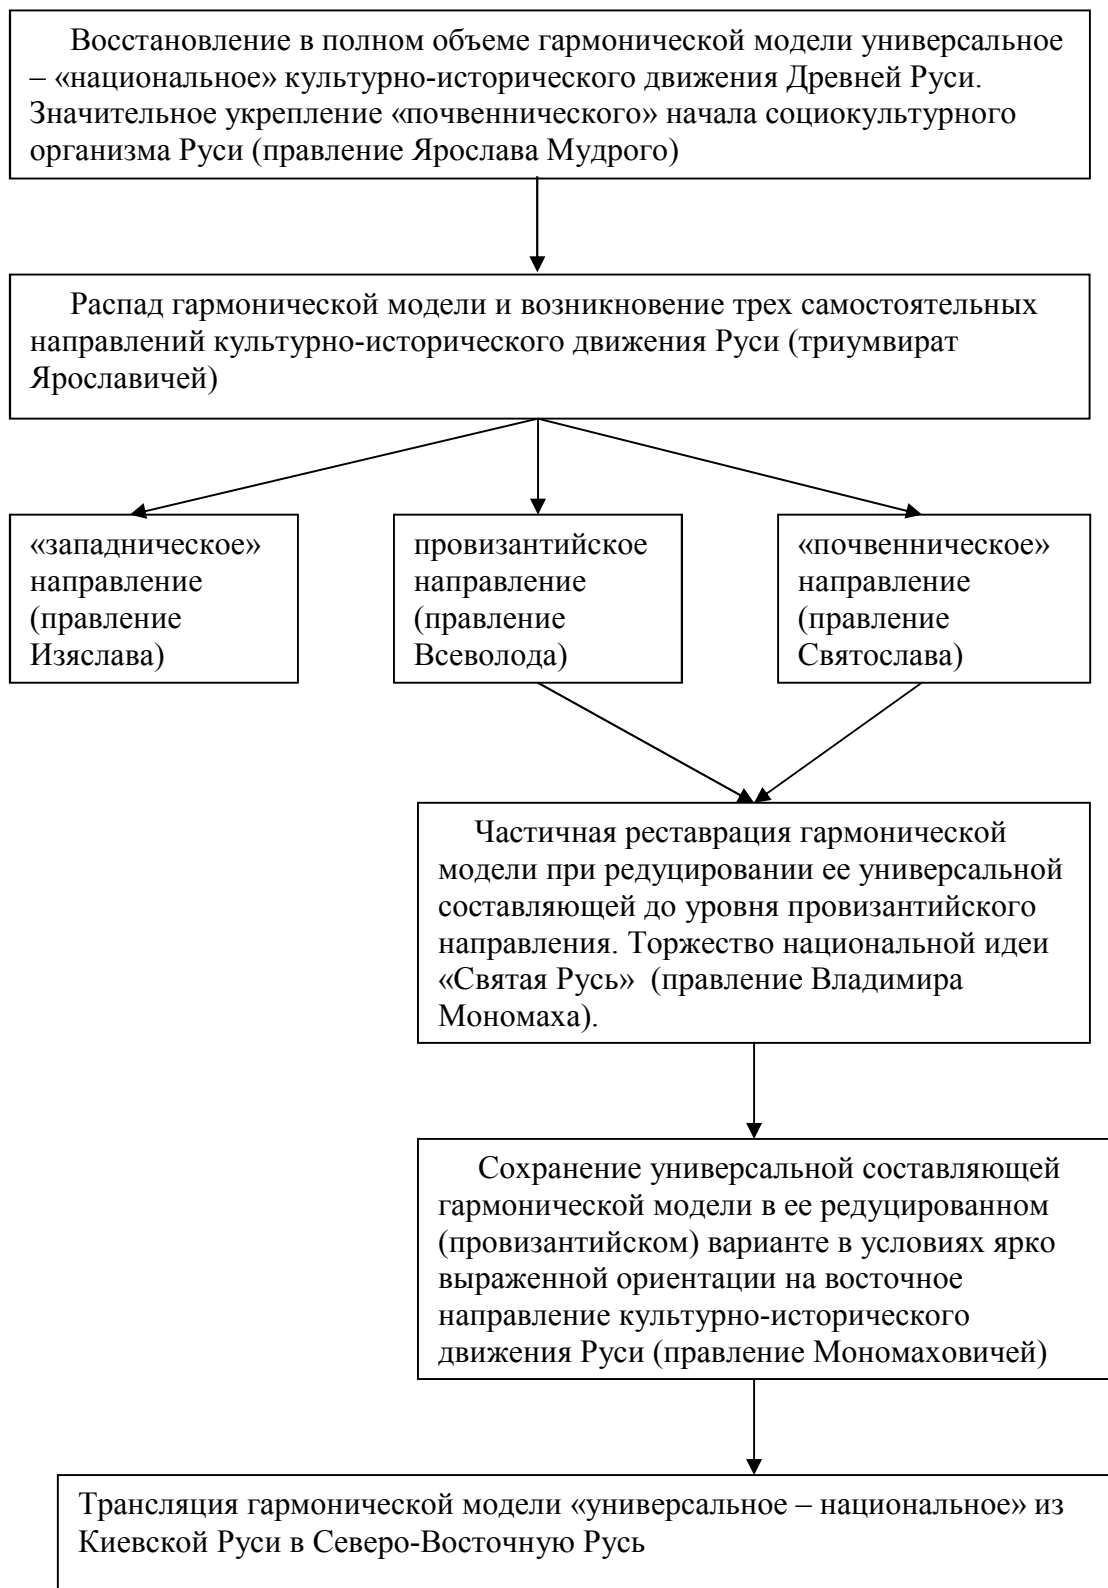 Восстановление в полном объеме гармонической модели универсальное
– «национальное» культурно-исторического движения Древней Руси.
Значительное укрепление «почвеннического» начала социокультурного
организма Руси (правление Ярослава Мудрого)
Распад гармонической модели и возникновение трех самостоятельных
направлений культурно-исторического движения Руси (триумвират
Ярославичей)
«западническое»
направление
(правление
Изяслава)
провизантийское
направление
(правление
Всеволода)
«почвенническое»
направление
(правление
Святослава)
Частичная реставрация гармонической
модели при редуцировании ее универсальной
составляющей до уровня провизантийского
направления. Торжество национальной идеи
«Святая Русь» (правление Владимира
Мономаха).
Сохранение универсальной составляющей
гармонической модели в ее редуцированном
(провизантийском) варианте в условиях ярко
выраженной ориентации на восточное
направление культурно-исторического
движения Руси (правление Мономаховичей)
Трансляция гармонической модели «универсальное – национальное» из
Киевской Руси в Северо-Восточную Русь